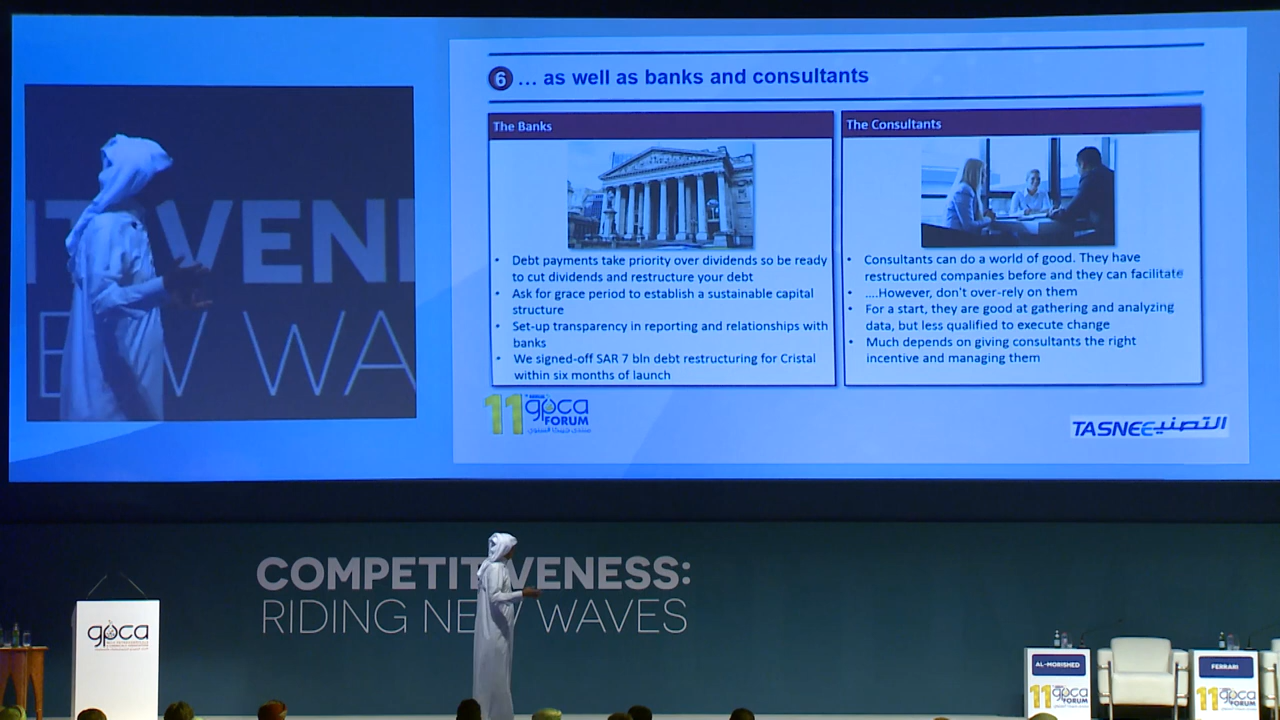 6 ... as well as banks and consultants
The Banks
• Debt payments take priority over dividends so be ready
to cut dividends and restructure your debt
• Ask for grace period to establish a sustainable capital
structure
• Set-up transparency in reporting and relationships with
banks
• We signed-off SAR 7 bln debt restructuring for Cristal
within six months of launch
The Consultants
• Consultants can do a world of good. They have
restructured companies before and they can facilitate
• ....However, don't over-rely on them
• For a start, they are good at gathering and analyzing
data, but less qualified to execute change
• Much depends on giving consultants the right
incentive and managing them
11 gpca
FORUM
TASNEE التصنيع
IT VENI
EW WA
COMPETITIVENESS:
RIDING NEW WAVES
gpca
AL-MORISHED
11 gpca
FORUM
FERRARI
11 gpca
FORUM